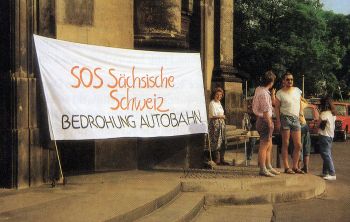 SOS Sächsische
Schweiz
BEDROHUNG AUTOBAHN